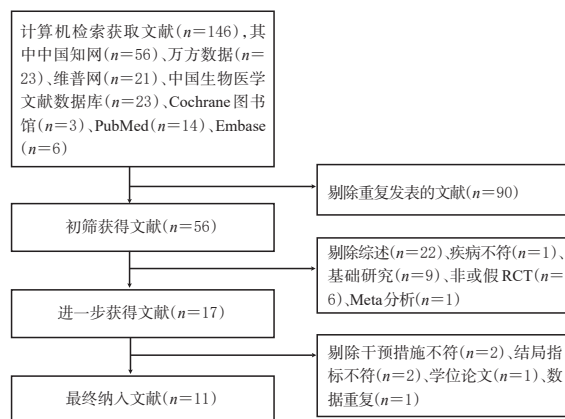 计算机检索获取文献(n=146),其
中中国知网(n=56)、万方数据(n=
23)、维普网(n=21)、中国生物医学
文献数据库(n=23)、Cochrane图书
馆(n=3)、PubMed(n=14)、Embase
(n=6)
剔除重复发表的文献(n=90)
初筛获得文献(n=56)
剔除综述(n=22)、疾病不符(n=1)、
基础研究(n=9)、非或假RCT(n=
6)、Meta分析(n=1)
进一步获得文献(n=17)
剔除干预措施不符(n=2)、结局指
标不符(n=2)、学位论文(n=1)、数
据重复(n=1)
最终纳入文献(n=11)